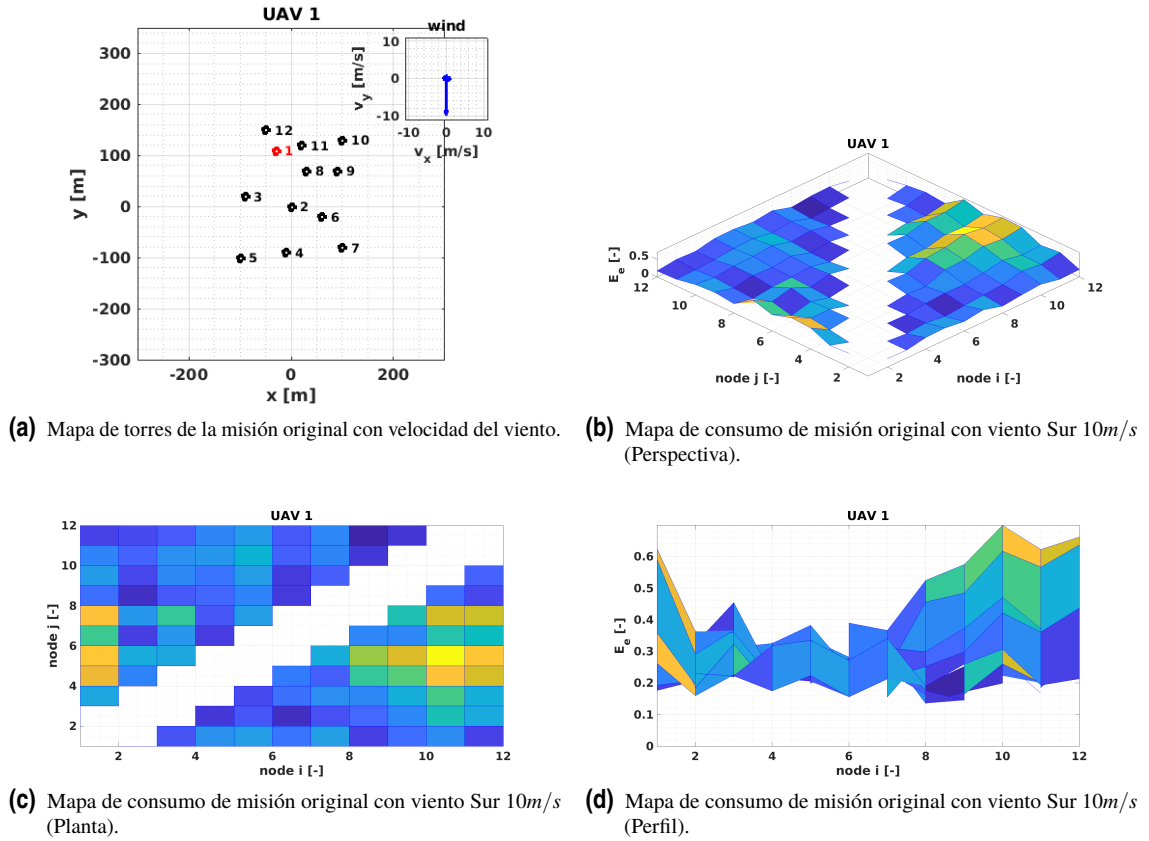 UAV 1
wind
10
0
-10
v_y [m/s]
-10 0 10
v_x [m/s]
300
200
100
0
-100
-200
-300
y [m]
12
11
10
1
8
9
3
2
6
5
4
7
-200 0 200
x [m]
(a) Mapa de torres de la misión original con velocidad del viento.
UAV 1
0.5
0
E_e [-]
12
10
8
6
4
2
node j [-]
2
4
6
8
10
12
node i [-]
(b) Mapa de consumo de misión original con viento Sur 10m/s
(Perspectiva).
UAV 1
12
10
8
6
4
2
node j [-]
2 4 6 8 10 12
node i [-]
(c) Mapa de consumo de misión original con viento Sur 10m/s
(Planta).
UAV 1
0.6
0.5
0.4
0.3
0.2
0.1
0
E_e [-]
2 4 6 8 10 12
node i [-]
(d) Mapa de consumo de misión original con viento Sur 10m/s
(Perfil).